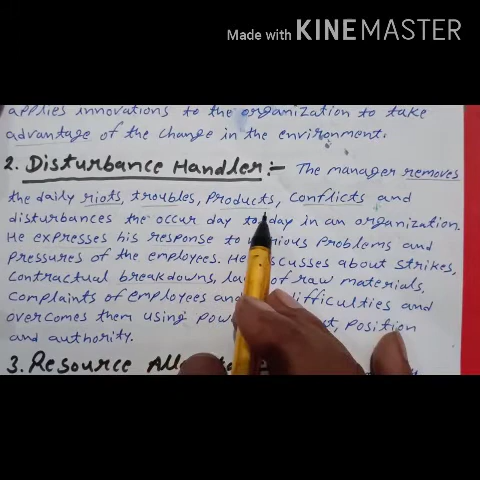 Made with KINEMASTER
applies innovations to the organization to take
advantage of the change in the environment.
2. Disturbance Handler:- The manager removes
the daily riots, troubles, products, conflicts and
disturbances the occur day to day in an organization.
He expresses his response to various problems and
pressures of the employees. He discusses about strikes,
contractual breakdowns, of raw materials,
complaints of employees and difficulties and
overcomes them using position
and authority.
3. Resource